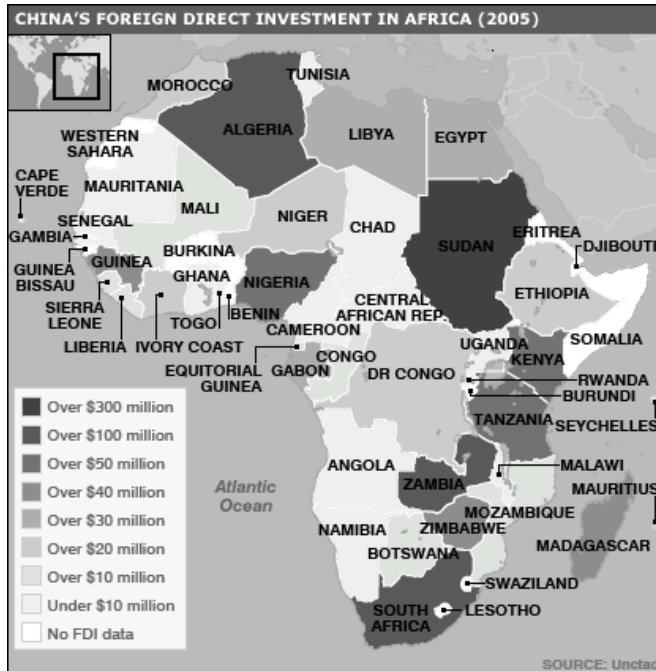 CHINA'S FOREIGN DIRECT INVESTMENT IN AFRICA (2005)
MOROCCO
TUNISIA
ALGERIA
LIBYA
EGYPT
WESTERN
SAHARA
CAPE
VERDE
MAURITANIA
MALI
NIGER
CHAD
SUDAN
ERITREA
DJIBOUTI
SENEGAL
GAMBIA
GUINEA
BISSAU
GUINEA
BURKINA
GHANA
NIGERIA
ETHIOPIA
SIERRA
LEONE
LIBERIA
IVORY COAST
TOGO
BENIN
CAMEROON
CENTRAL
AFRICAN REP.
UGANDA
KENYA
SOMALIA
EQUITORIAL
GUINEA
GABON
CONGO
DR CONGO
RWANDA
BURUNDI
TANZANIA
SEYCHELLES
ANGOLA
ZAMBIA
MALAWI
MAURITIUS
MOZAMBIQUE
ZIMBABWE
MADAGASCAR
NAMIBIA
BOTSWANA
SWAZILAND
SOUTH
AFRICA
LESOTHO
Atlantic
Ocean
Over $300 million
Over $100 million
Over $50 million
Over $40 million
Over $30 million
Over $20 million
Over $10 million
Under $10 million
No FDI data
SOURCE: Unctad